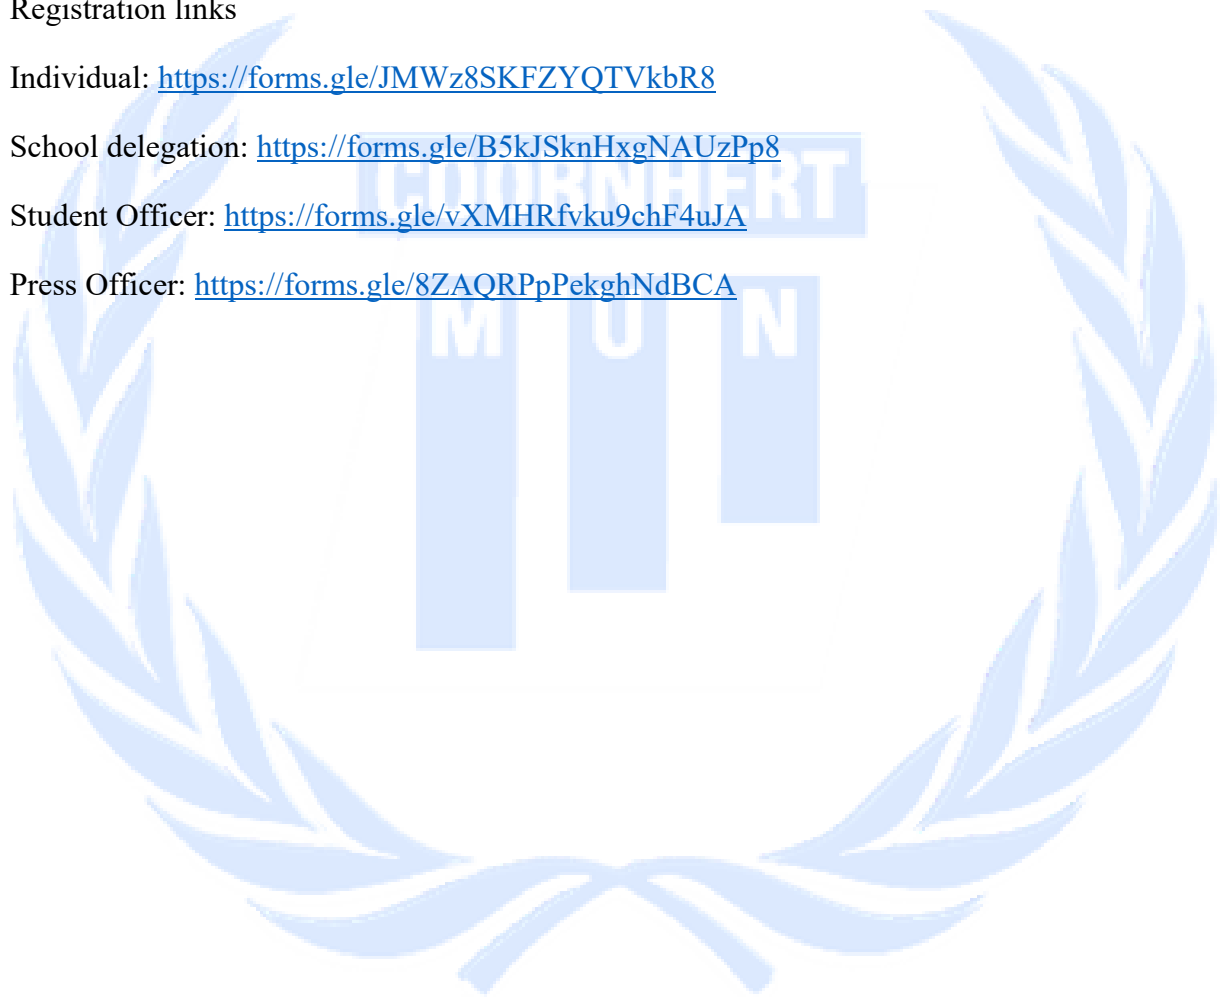 Registration links
Individual: https://forms.gle/JMWz8SKFZYQTVkbR8
School delegation: https://forms.gle/B5kJSknHxgNAUzPp8
COORNHERT
Student Officer: https://forms.gle/vXMHRfvku9chF4uJA
Press Officer: https://forms.gle/8ZAQRPpPekghNdBCA
M U N